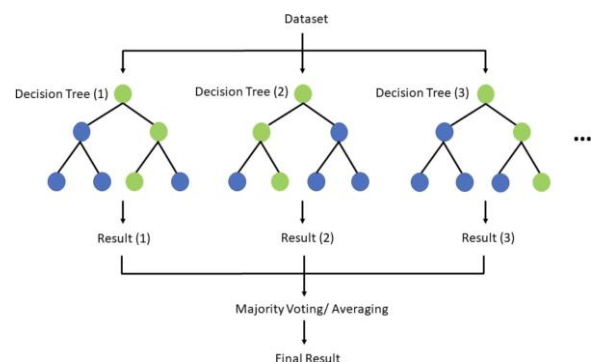 Dataset
Decision Tree (1)
Decision Tree (2)
Decision Tree (3)
...
Result (1)
Result (2)
Result (3)
Majority Voting/ Averaging
Final Result